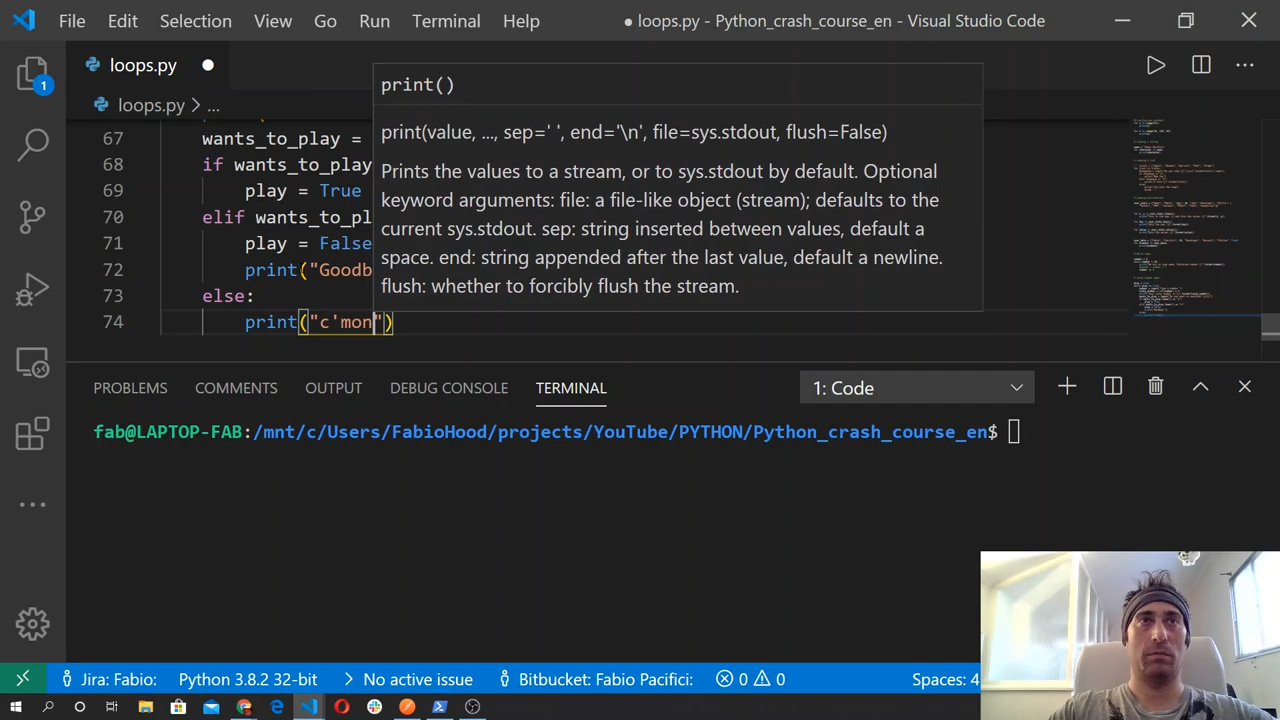 File Edit Selection View Go Run Terminal Help ● loops.py - Python_crash_course_en - Visual Studio Code
loops.py
loops.py > ...
print()
print(value, ..., sep=' ', end='\n', file=sys.stdout, flush=False)
Prints the values to a stream, or to sys.stdout by default. Optional
keyword arguments: file: a file-like object (stream); defaults to the
current sys.stdout. sep: string inserted between values, default a
space. end: string appended after the last value, default a newline.
flush: whether to forcibly flush the stream.
67 wants_to_play =
68 if wants_to_play
69 play = True
70 elif wants_to_pl
71 play = False
72 print("Goodb
73 else:
74 print("c'mon")
1
PROBLEMS COMMENTS OUTPUT DEBUG CONSOLE TERMINAL 1: Code
fab@LAPTOP-FAB:/mnt/c/Users/FabioHood/projects/YouTube/PYTHON/Python_crash_course_en$
Jira: Fabio: Python 3.8.2 32-bit No active issue Bitbucket: Fabio Pacifici: 0 0 Spaces: 4